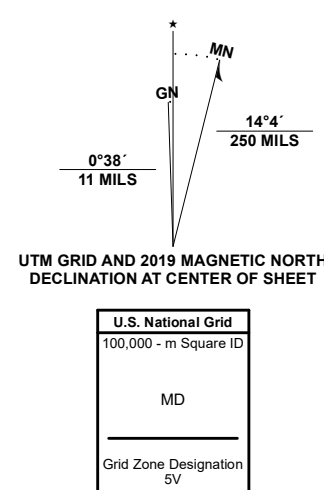 ★
MN
GN
14°4´
250 MILS
0°38´
11 MILS
UTM GRID AND 2019 MAGNETIC NORTH
DECLINATION AT CENTER OF SHEET
U.S. National Grid
100,000 - m Square ID
MD
Grid Zone Designation
5V